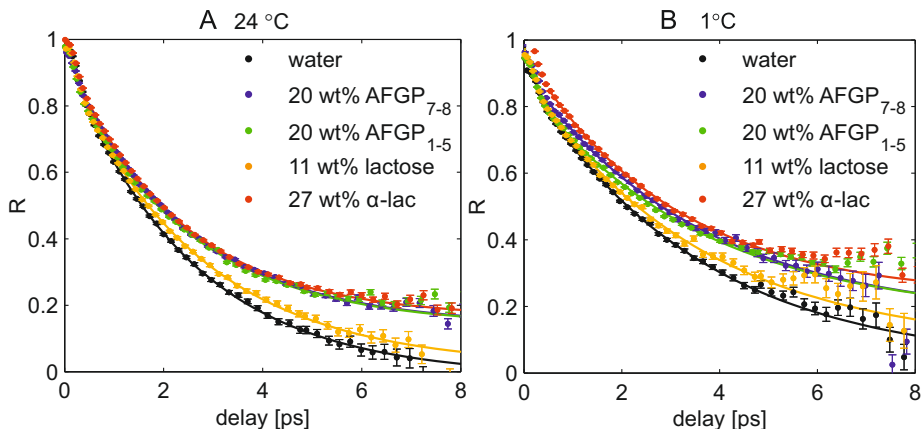 A 24 °C
1
0.8
0.6
0.4
0.2
0
R
0 2 4 6 8
delay [ps]
water
20 wt% AFGP7-8
20 wt% AFGP1-5
11 wt% lactose
27 wt% α-lac
B 1°C
1
0.8
0.6
0.4
0.2
0
R
0 2 4 6 8
delay [ps]
water
20 wt% AFGP7-8
20 wt% AFGP1-5
11 wt% lactose
27 wt% α-lac